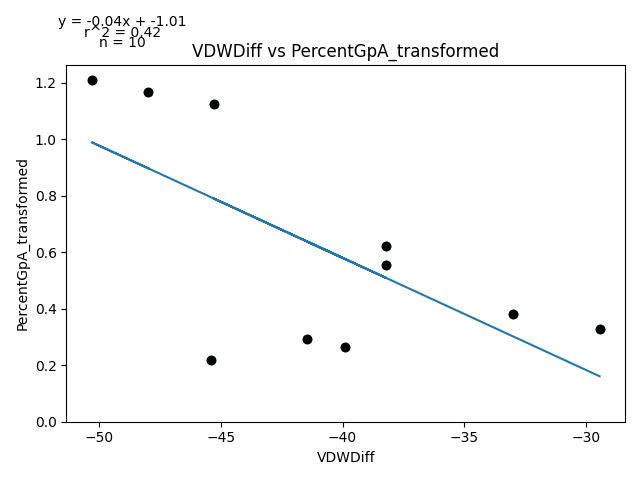 y = -0.04x + -1.01
r^2 = 0.42
n = 10
VDWDiff vs PercentGpA_transformed
1.2
1.0
0.8
0.6
0.4
0.2
0.0
PercentGpA_transformed
−50 −45 −40 −35 −30
VDWDiff